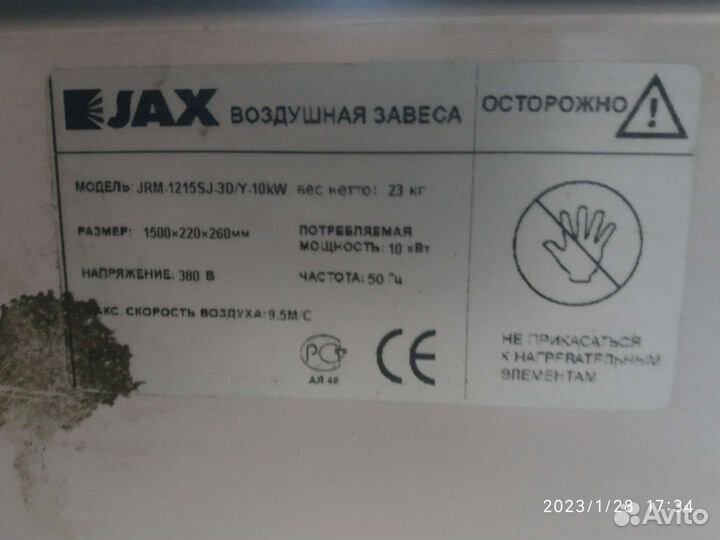 JAX ВОЗДУШНАЯ ЗАВЕСА
ОСТОРОЖНО
МОДЕЛЬ: JRM-1215SJ-3D/Y-10kW вес нетто: 23 кг
РАЗМЕР: 1500×220×260мм
ПОТРЕБЛЯЕМАЯ
МОЩНОСТЬ: 10 кВт
НАПРЯЖЕНИЕ: 380 В
ЧАСТОТА: 50 Гц
МАКС. СКОРОСТЬ ВОЗДУХА: 9.5М/С
РС
АЯ 46
CE
НЕ ПРИКАСАТЬСЯ
К НАГРЕВАТЕЛЬНЫМ
ЭЛЕМЕНТАМ
2023/1/28 17:34
Avito